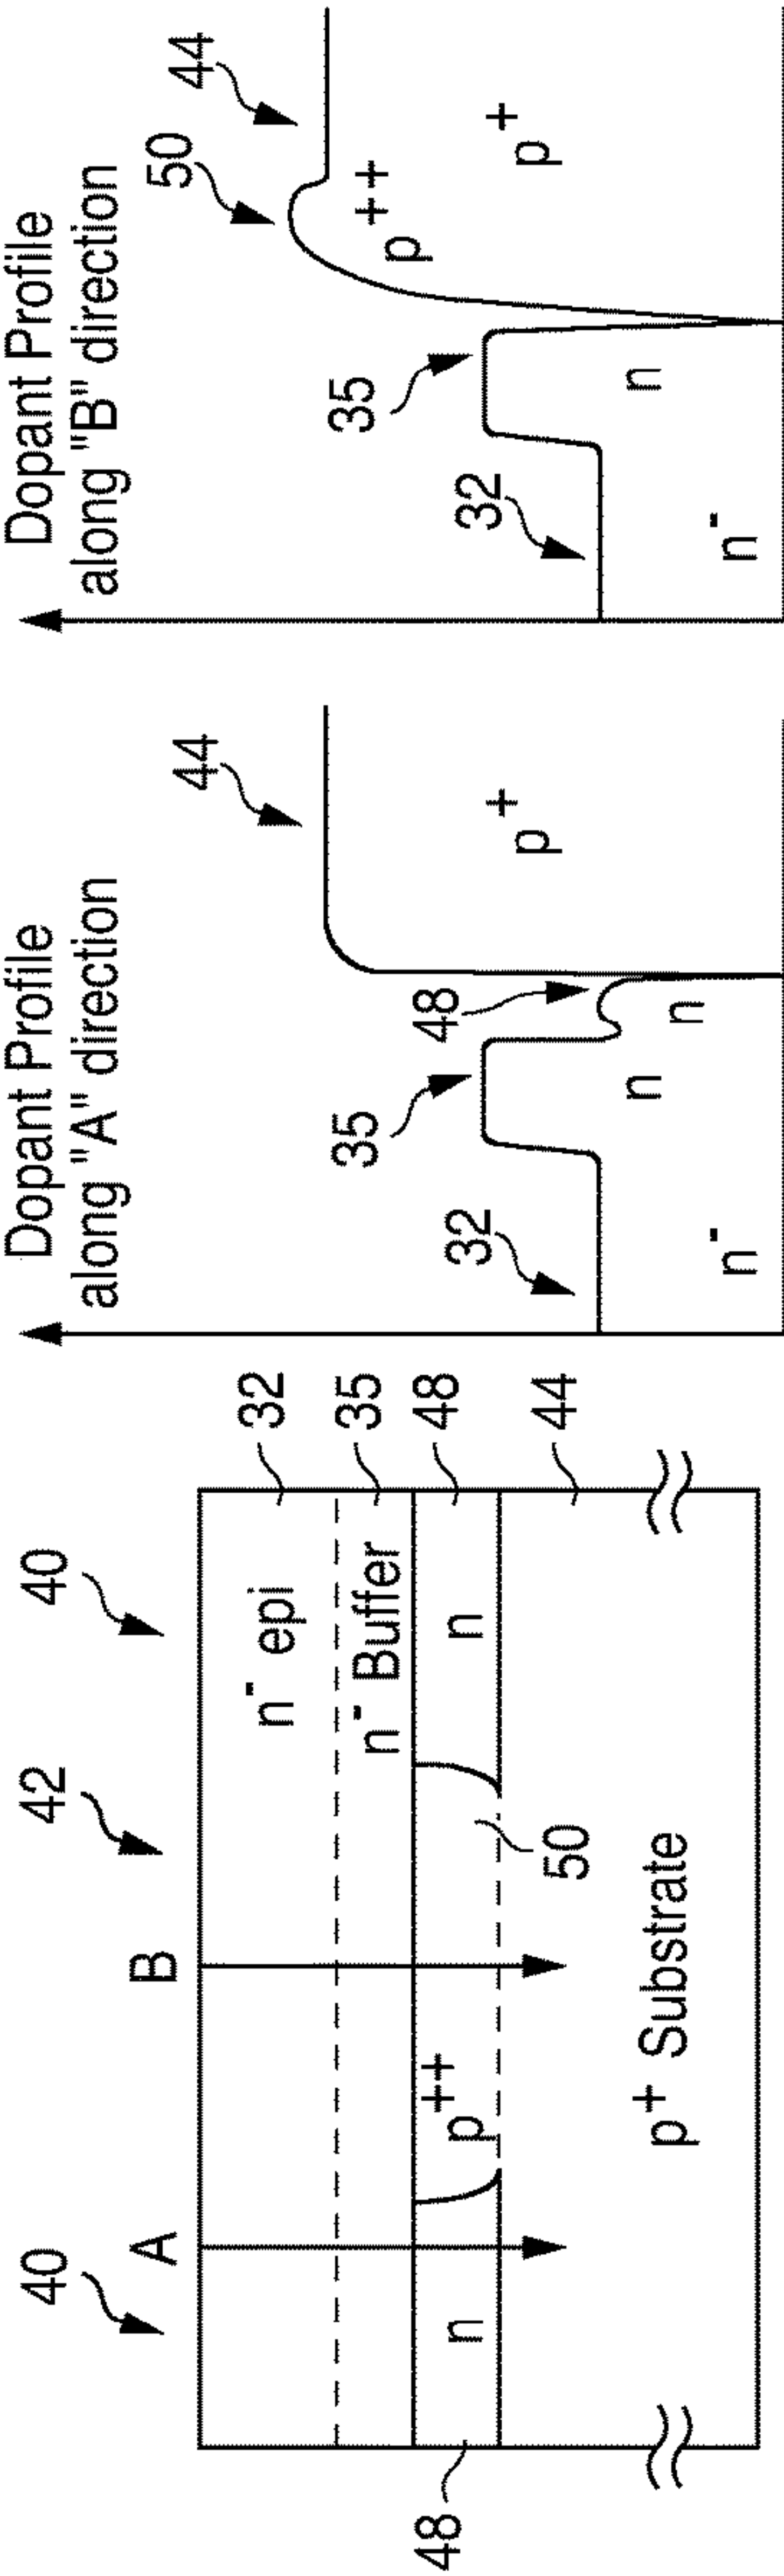 40
A
B
42
40
n⁻ epi
32
n⁻ Buffer
35
n
p⁺⁺
n
48
48
50
p⁺ Substrate
44
Dopant Profile
along "A" direction
44
35
48
32
p⁺
n
n
n⁻
Dopant Profile
along "B" direction
50
44
35
p⁺⁺
p⁺
32
n
n⁻